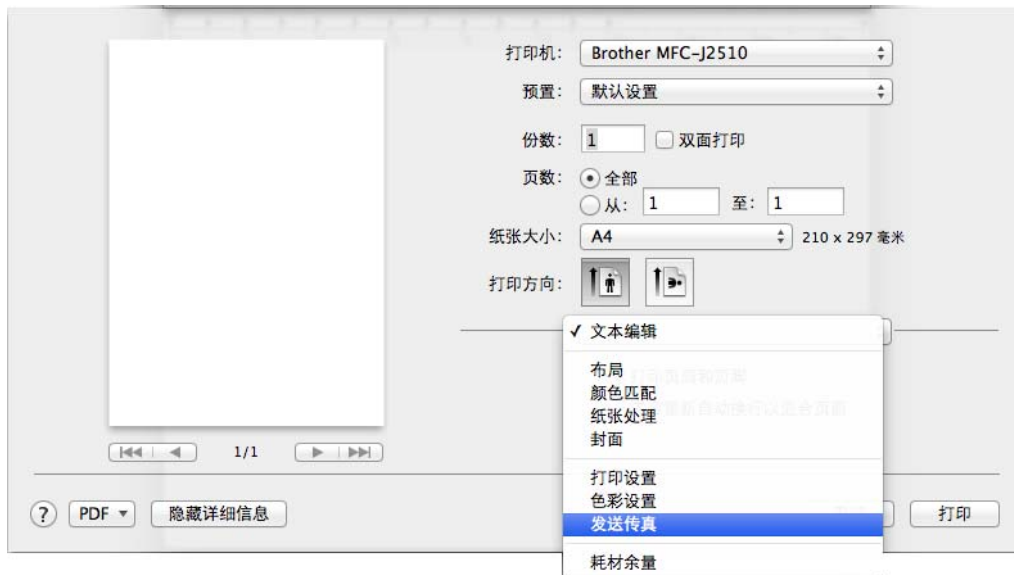 打印机： Brother MFC-J2510
预置： 默认设置
份数： 1 双面打印
页数： 全部
从： 1 至： 1
纸张大小： A4 210 x 297 毫米
打印方向：
✓ 文本编辑
布局
颜色匹配
纸张处理
封面
打印设置
色彩设置
发送传真
耗材余量
1/1
? PDF 隐藏详细信息 打印